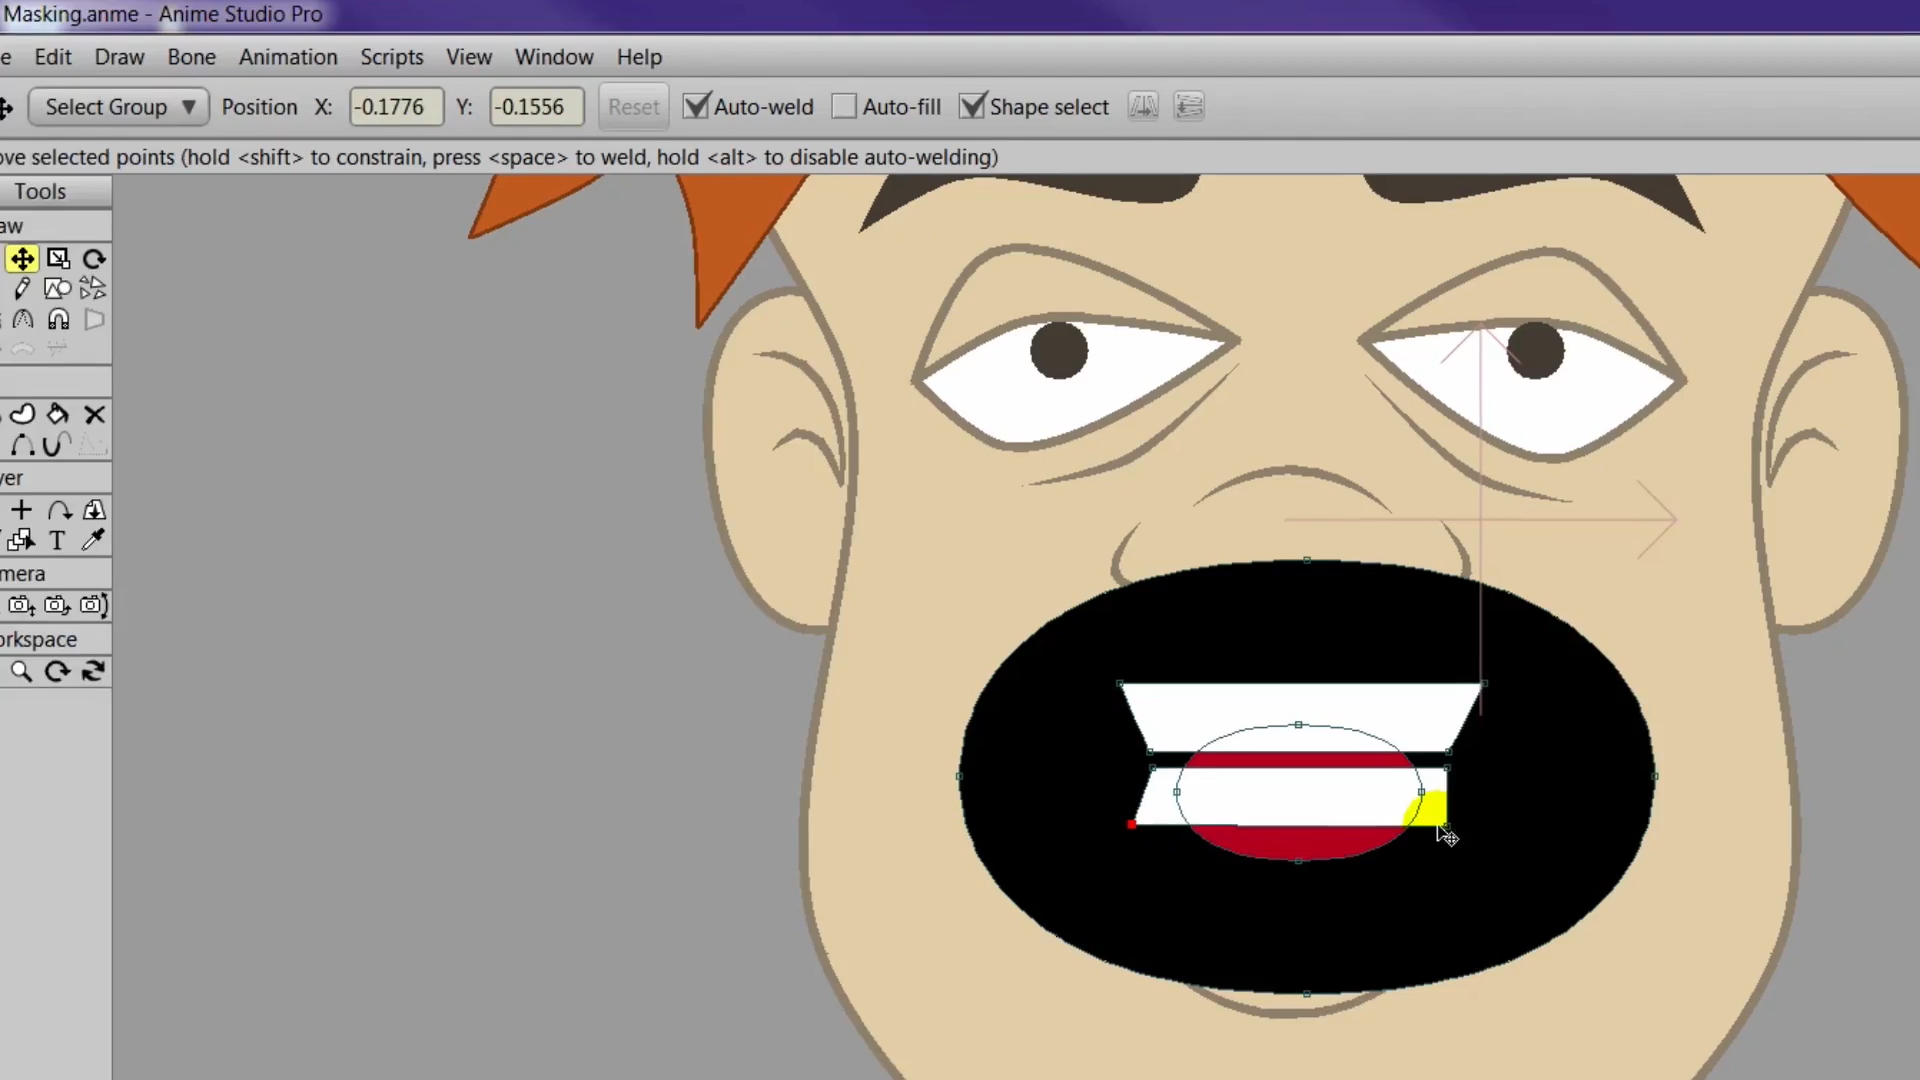 Masking.anme - Anime Studio Pro
e Edit Draw Bone Animation Scripts View Window Help
Select Group Position X: -0.1776 Y: -0.1556 Reset Auto-weld Auto-fill Shape select
ove selected points (hold <shift> to constrain, press <space> to weld, hold <alt> to disable auto-welding)
Tools
aw
yer
T
mera
orkspace